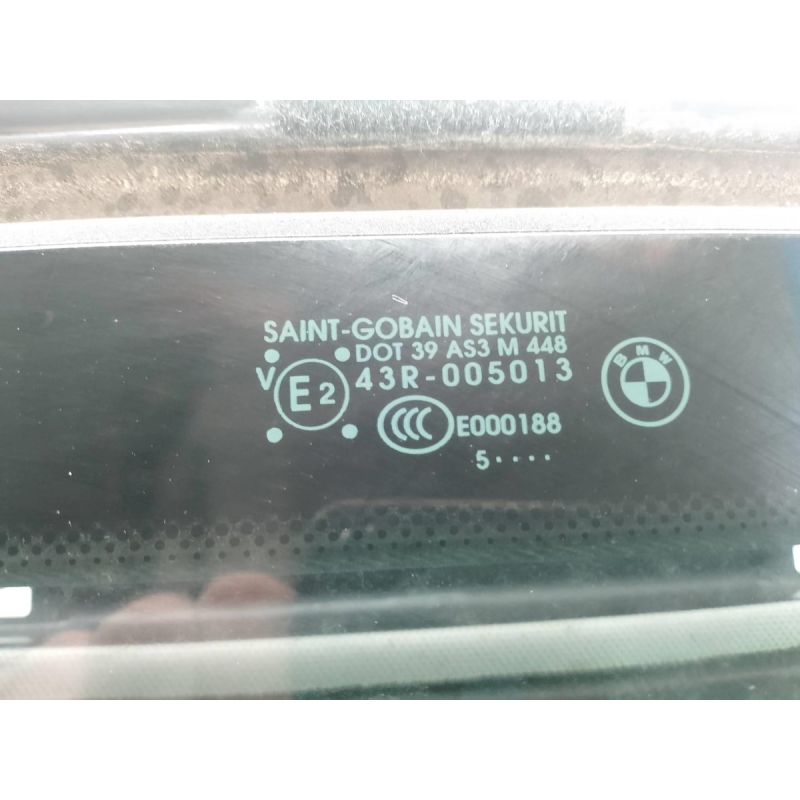 SAINT-GOBAIN SEKURIT
DOT 39 AS3 M 448
V E2 43R-005013
CCC E000188
5····
BMW